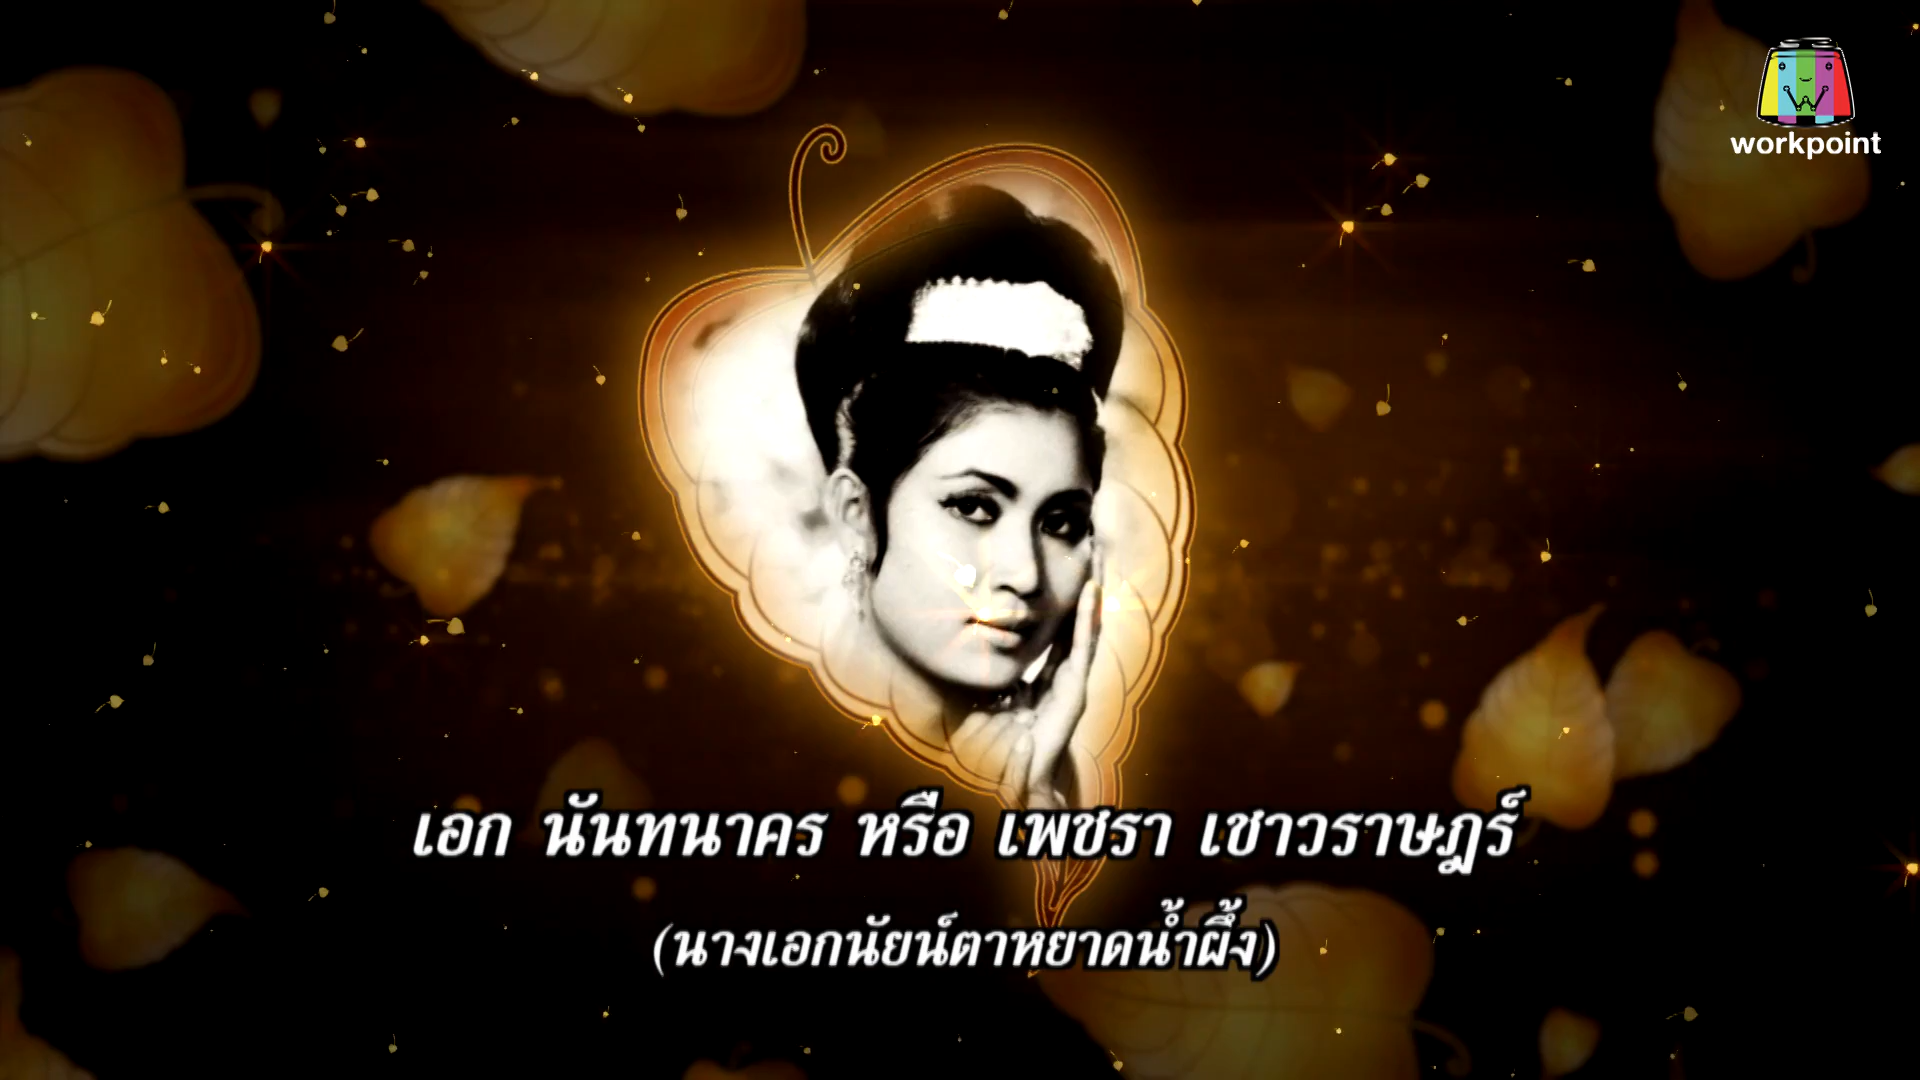 workpoint
เอก นันทนาคร หรือ เพชรา เชาวราษฎร์
(นางเอกนัยน์ตาหยาดน้ำผึ้ง)